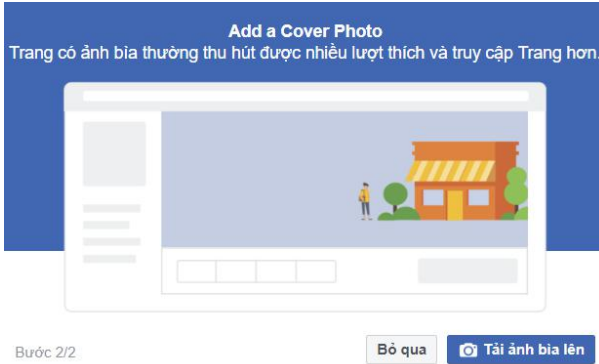 Add a Cover Photo
Trang có ảnh bìa thường thu hút được nhiều lượt thích và truy cập Trang hơn.
Bước 2/2
Bỏ qua
Tải ảnh bìa lên